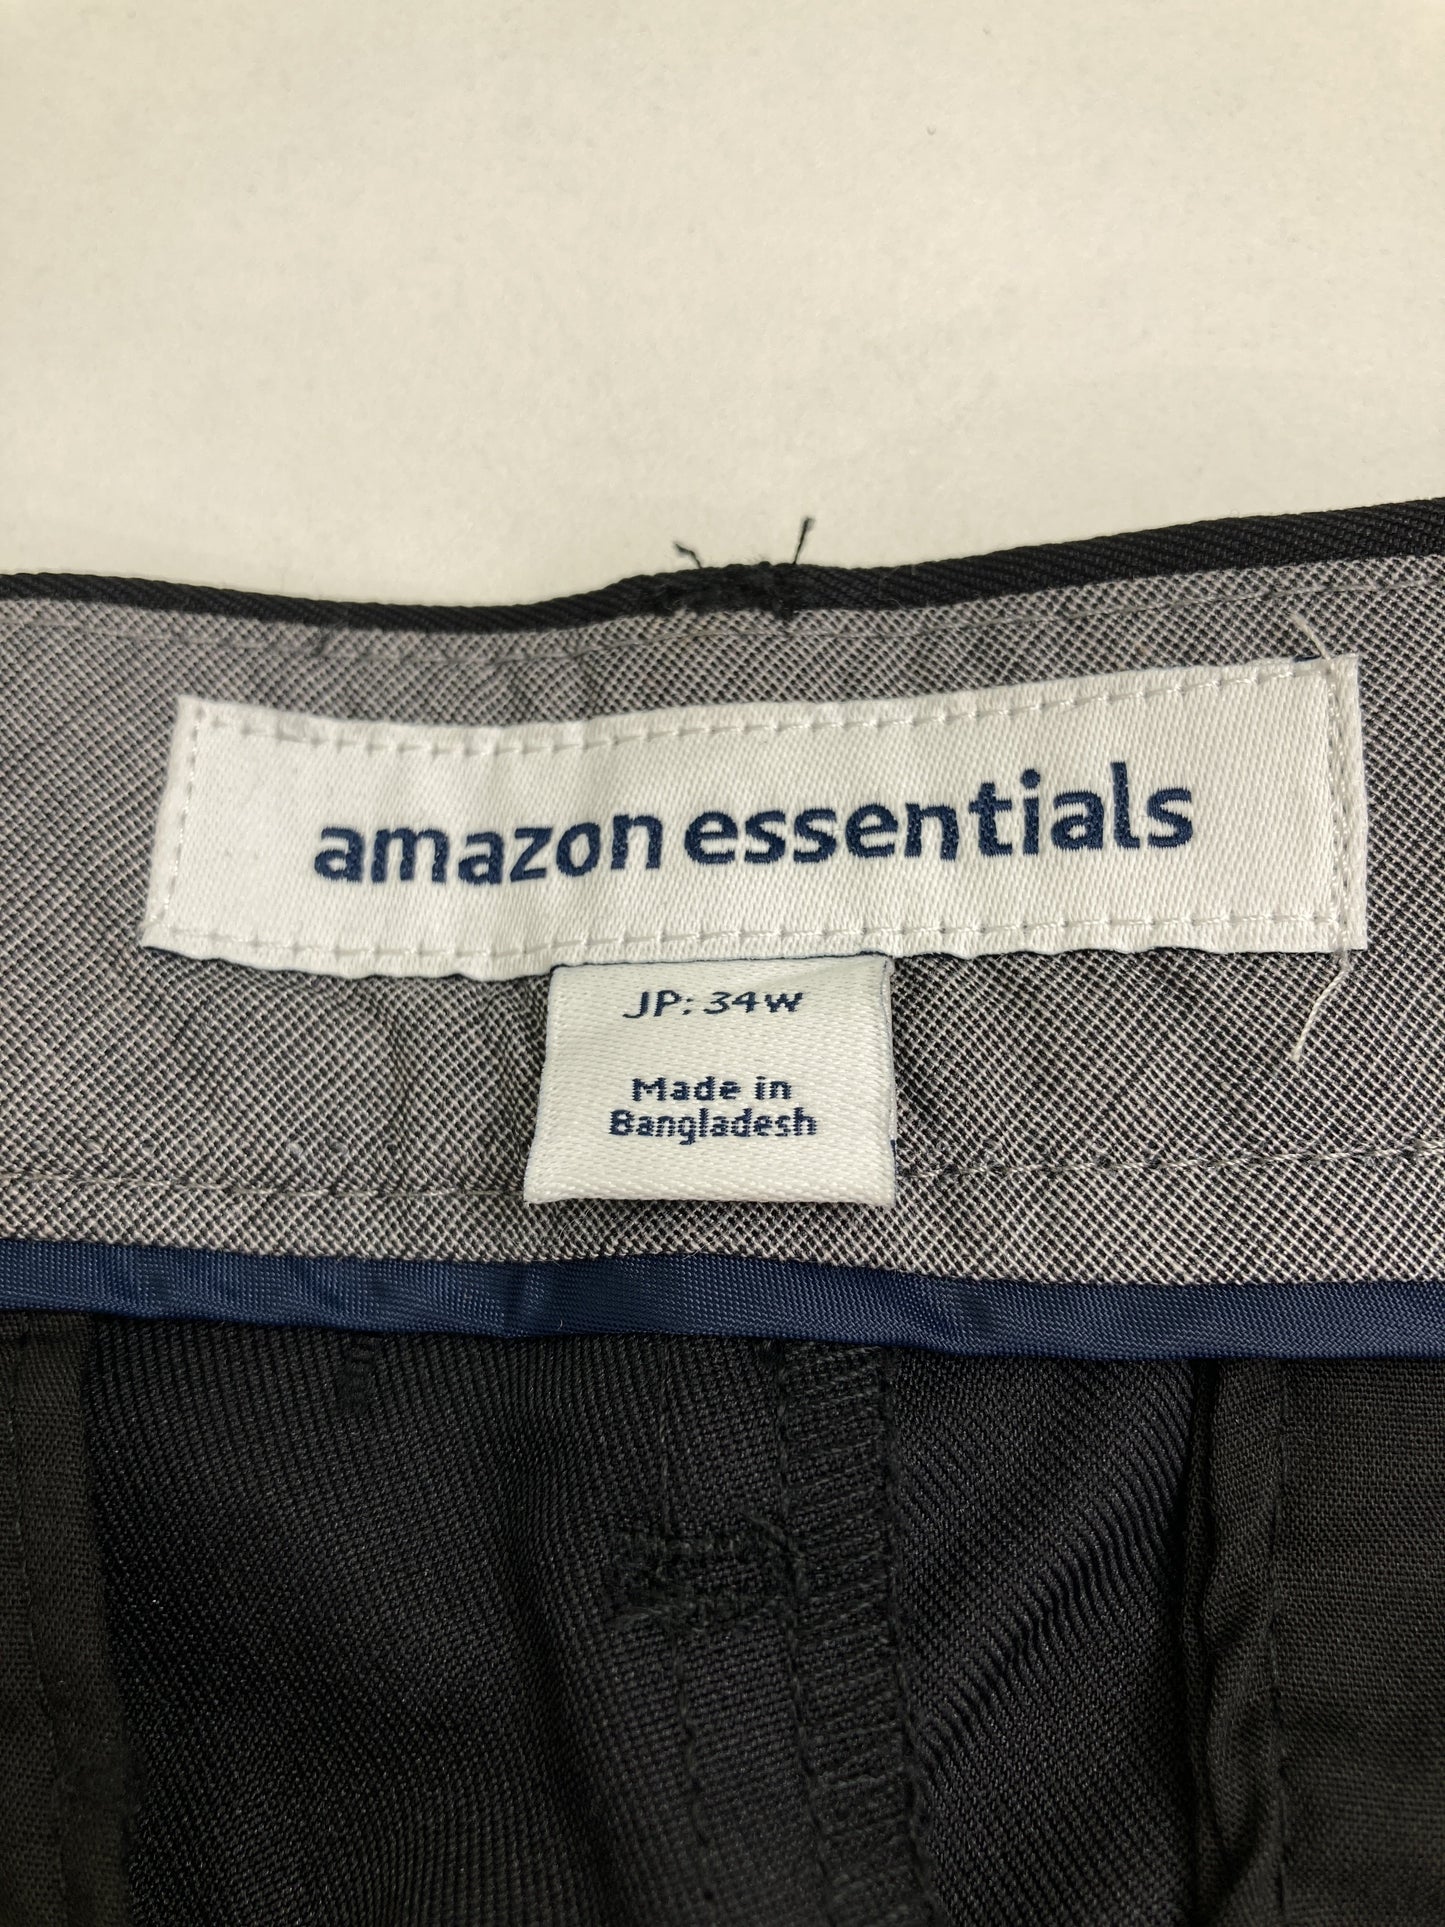 amazon essentials
JP: 34W
Made in
Bangladesh